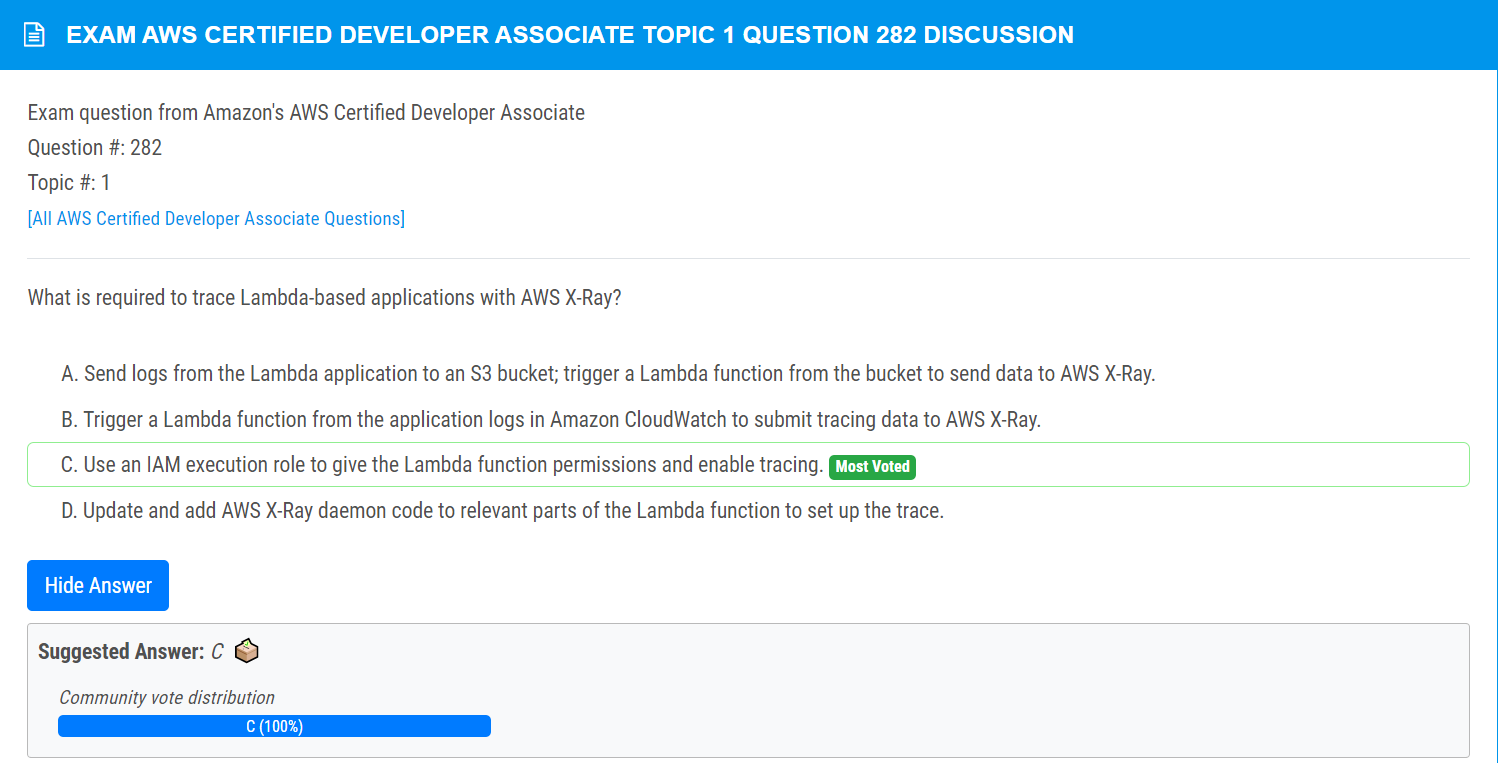 EXAM AWS CERTIFIED DEVELOPER ASSOCIATE TOPIC 1 QUESTION 282 DISCUSSION
Exam question from Amazon's AWS Certified Developer Associate
Question #: 282
Topic #: 1
[All AWS Certified Developer Associate Questions]
What is required to trace Lambda-based applications with AWS X-Ray?
A. Send logs from the Lambda application to an S3 bucket; trigger a Lambda function from the bucket to send data to AWS X-Ray.
B. Trigger a Lambda function from the application logs in Amazon CloudWatch to submit tracing data to AWS X-Ray.
C. Use an IAM execution role to give the Lambda function permissions and enable tracing. Most Voted
D. Update and add AWS X-Ray daemon code to relevant parts of the Lambda function to set up the trace.
Hide Answer
Suggested Answer: C
Community vote distribution
C (100%)